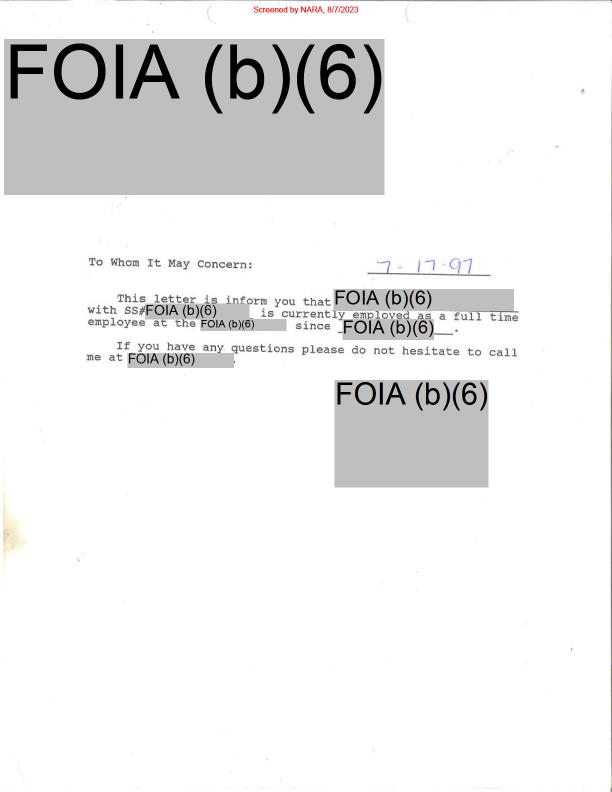 Screened by NARA, 8/7/2023
FOIA (b)(6)
To Whom It May Concern:
7-17-97
This letter is inform you that FOIA (b)(6)
with SS#FOIA (b)(6) is currently employed as a full time
employee at the FOIA (b)(6) since FOIA (b)(6).
If you have any questions please do not hesitate to call
me at FOIA (b)(6).
FOIA (b)(6)